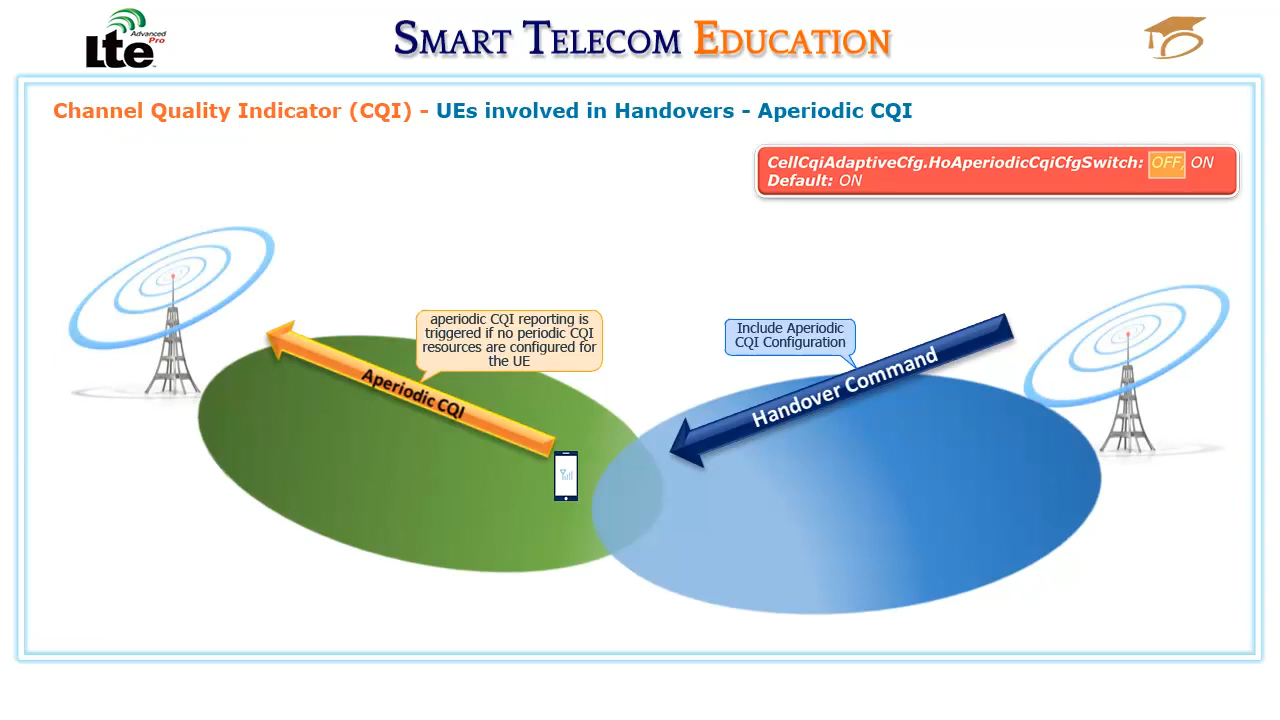 Lte
Advanced
Pro
SMART TELECOM EDUCATION
Channel Quality Indicator (CQI) - UEs involved in Handovers - Aperiodic CQI
CellCqiAdaptiveCfg.HoAperiodicCqiCfgSwitch: OFF, ON
Default: ON
aperiodic CQI reporting is
triggered if no periodic CQI
resources are configured for
the UE
Aperiodic CQI
Include Aperiodic
CQI Configuration
Handover Command